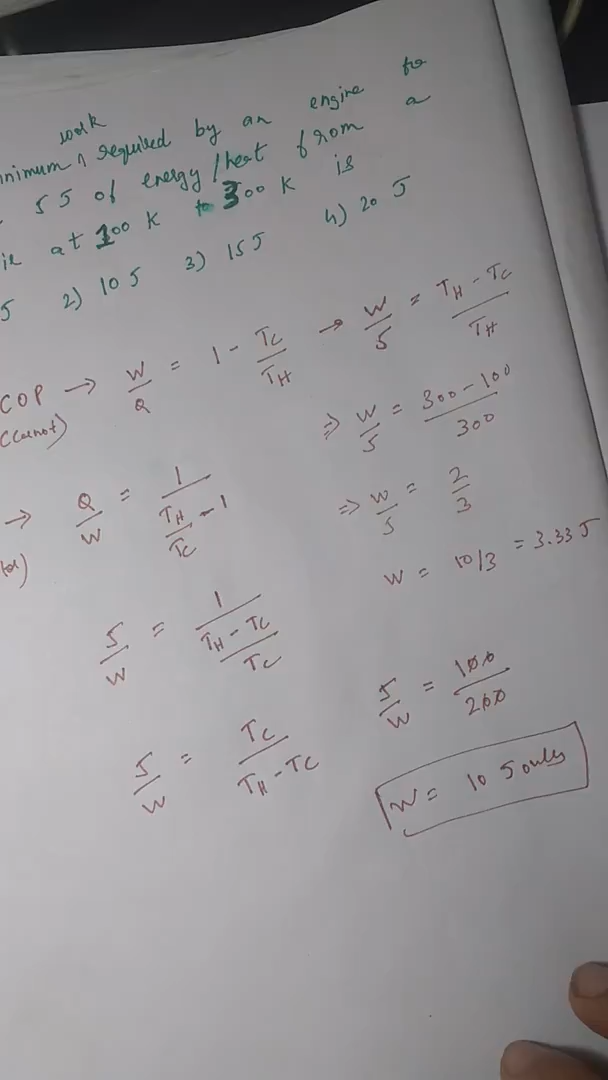 work
nimum ^ required by an engine for
5 J of energy/heat from a
at 100 K to 300 K is
2) 10 J 3) 15 J 4) 20 J
COP → W/Q = 1 - TC/TH → W/5 = TH - TC/TH
(Carnot)
⇒ W/5 = 300 - 100/300
→ Q/W = 1/(TH/TC - 1)
⇒ W/5 = 2/3
W = 10/3 = 3.33 J
5/W = 1/((TH - TC)/TC)
5/W = 100/200
5/W = TC/TH - TC
W = 10 Joules